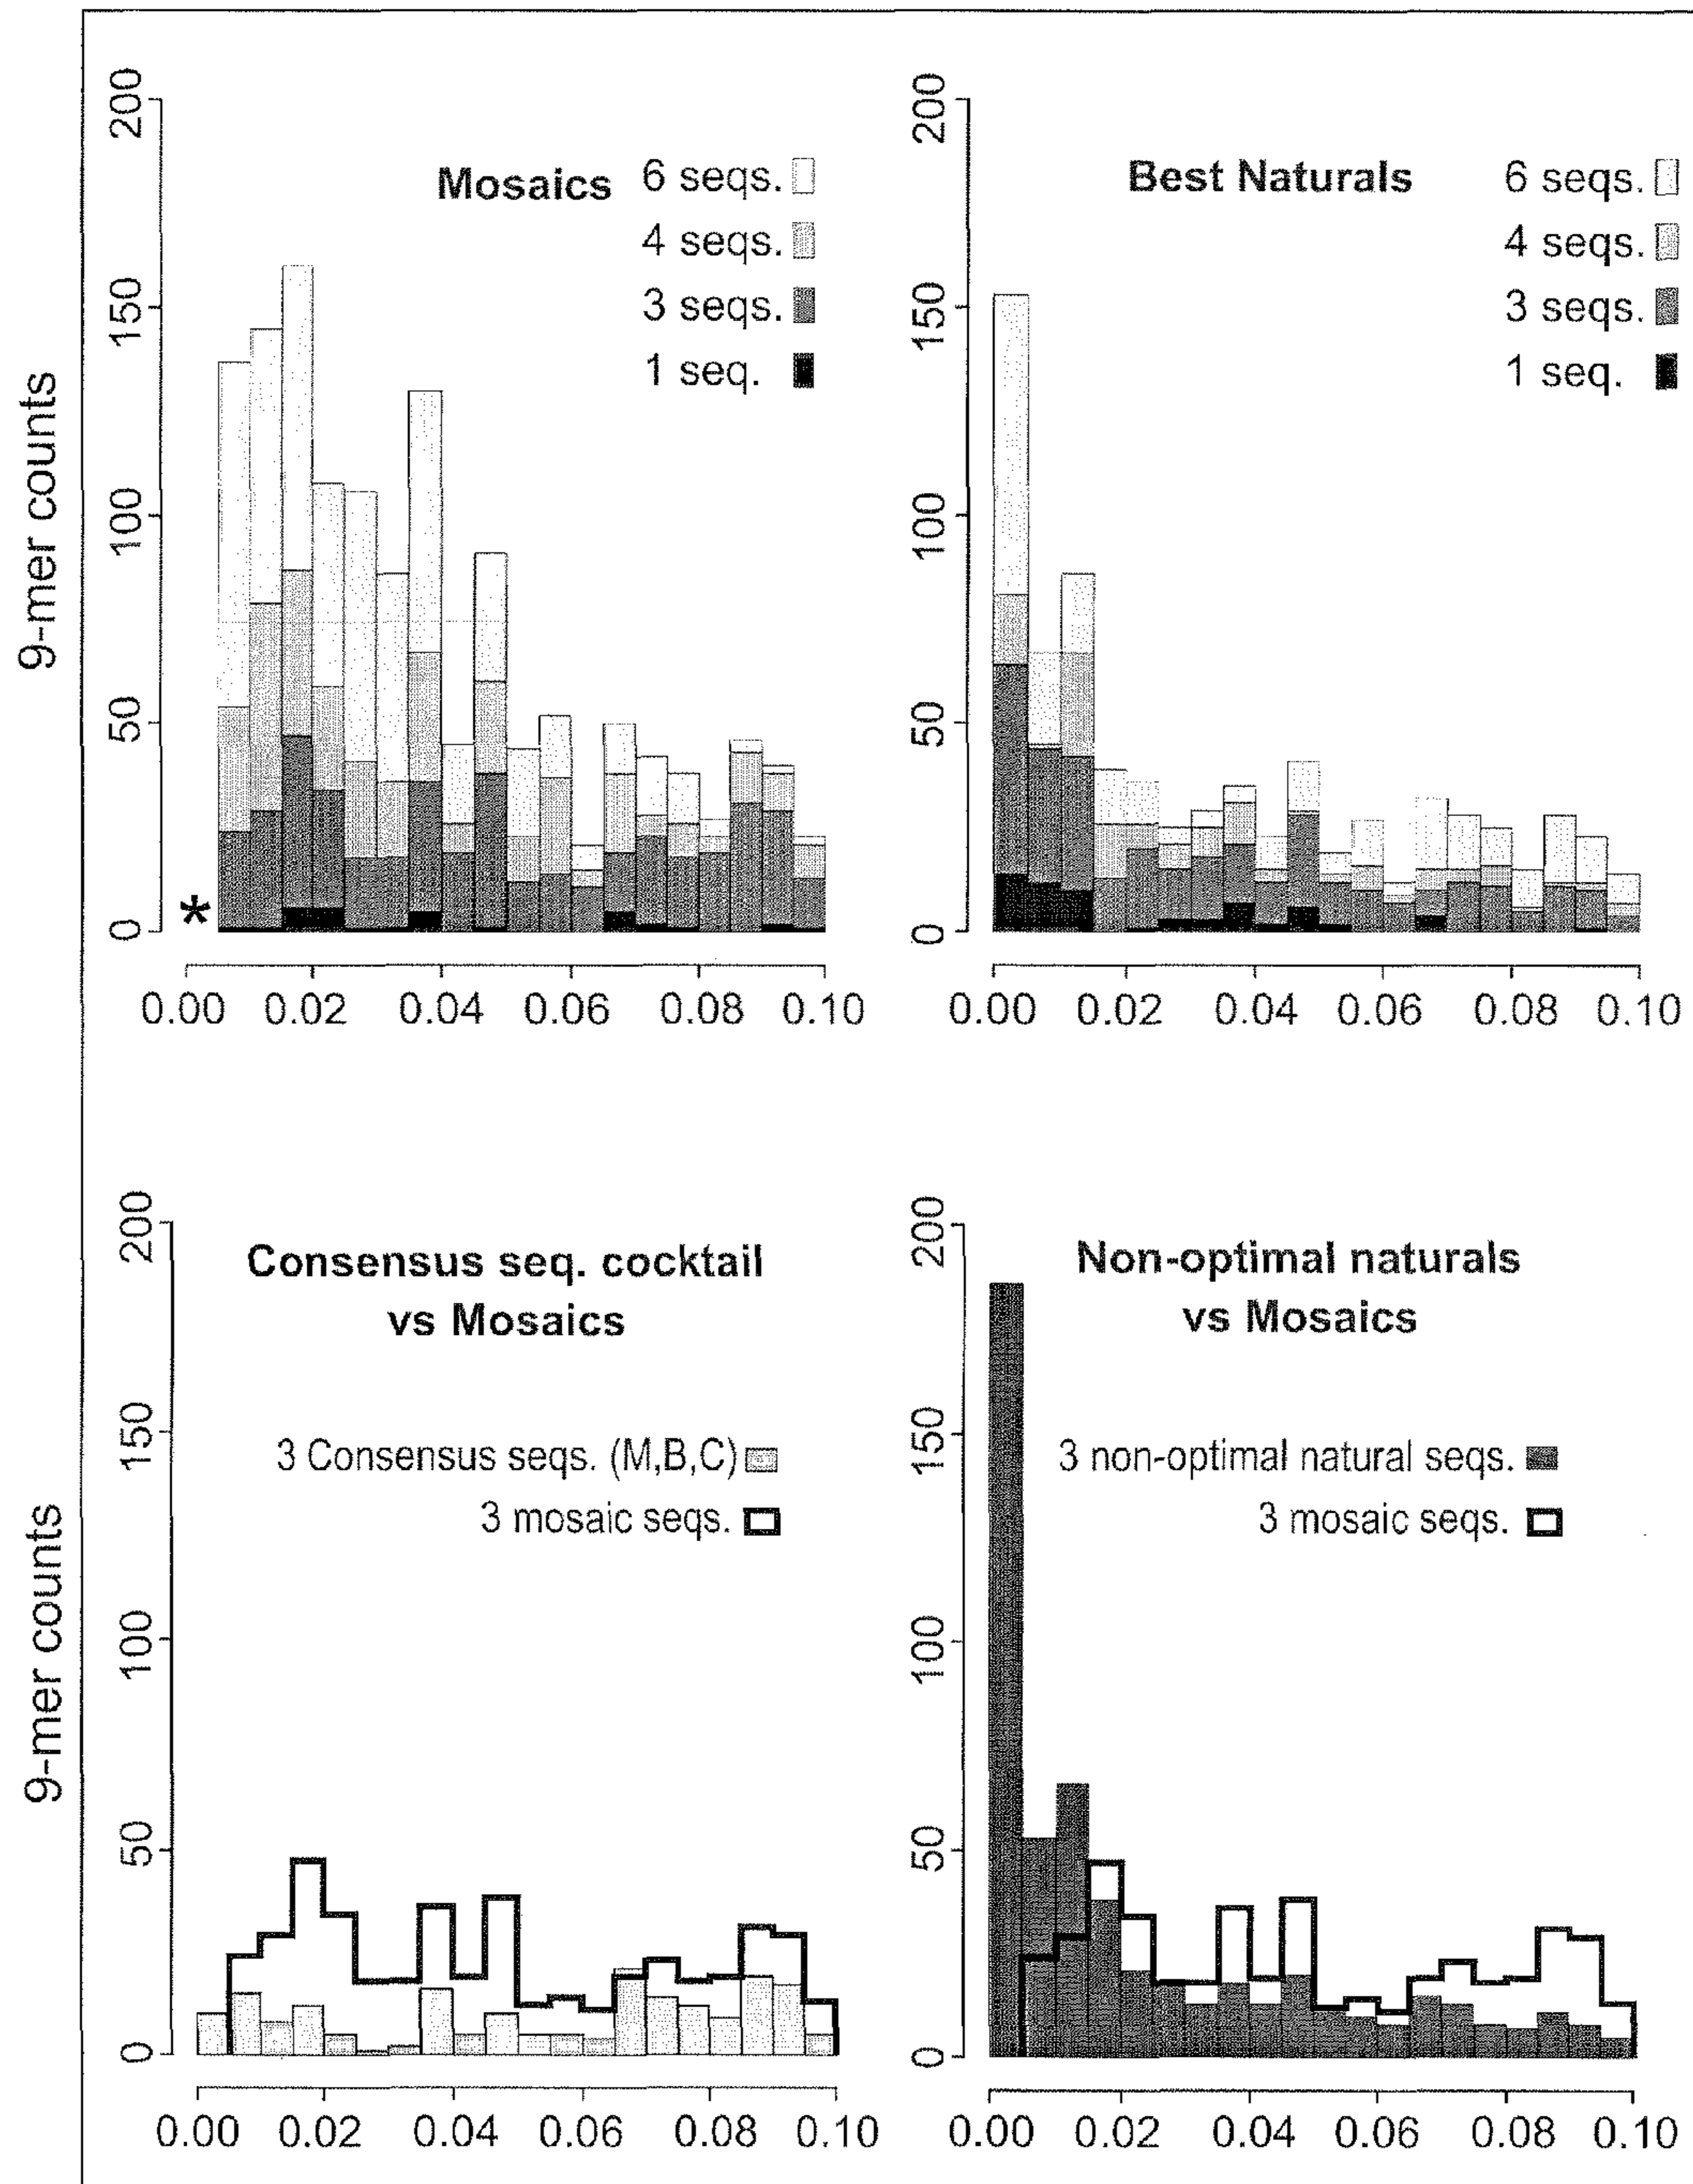 Mosaics
6 seqs.
4 seqs.
3 seqs.
1 seq.
9-mer counts
0 50 100 150 200
*
0.00 0.02 0.04 0.06 0.08 0.10
Best Naturals
6 seqs.
4 seqs.
3 seqs.
1 seq.
0 50 100 150 200
0.00 0.02 0.04 0.06 0.08 0.10
Consensus seq. cocktail
vs Mosaics
3 Consensus seqs. (M,B,C)
3 mosaic seqs.
9-mer counts
0 50 100 150 200
0.00 0.02 0.04 0.06 0.08 0.10
Non-optimal naturals
vs Mosaics
3 non-optimal natural seqs.
3 mosaic seqs.
0 50 100 150 200
0.00 0.02 0.04 0.06 0.08 0.10